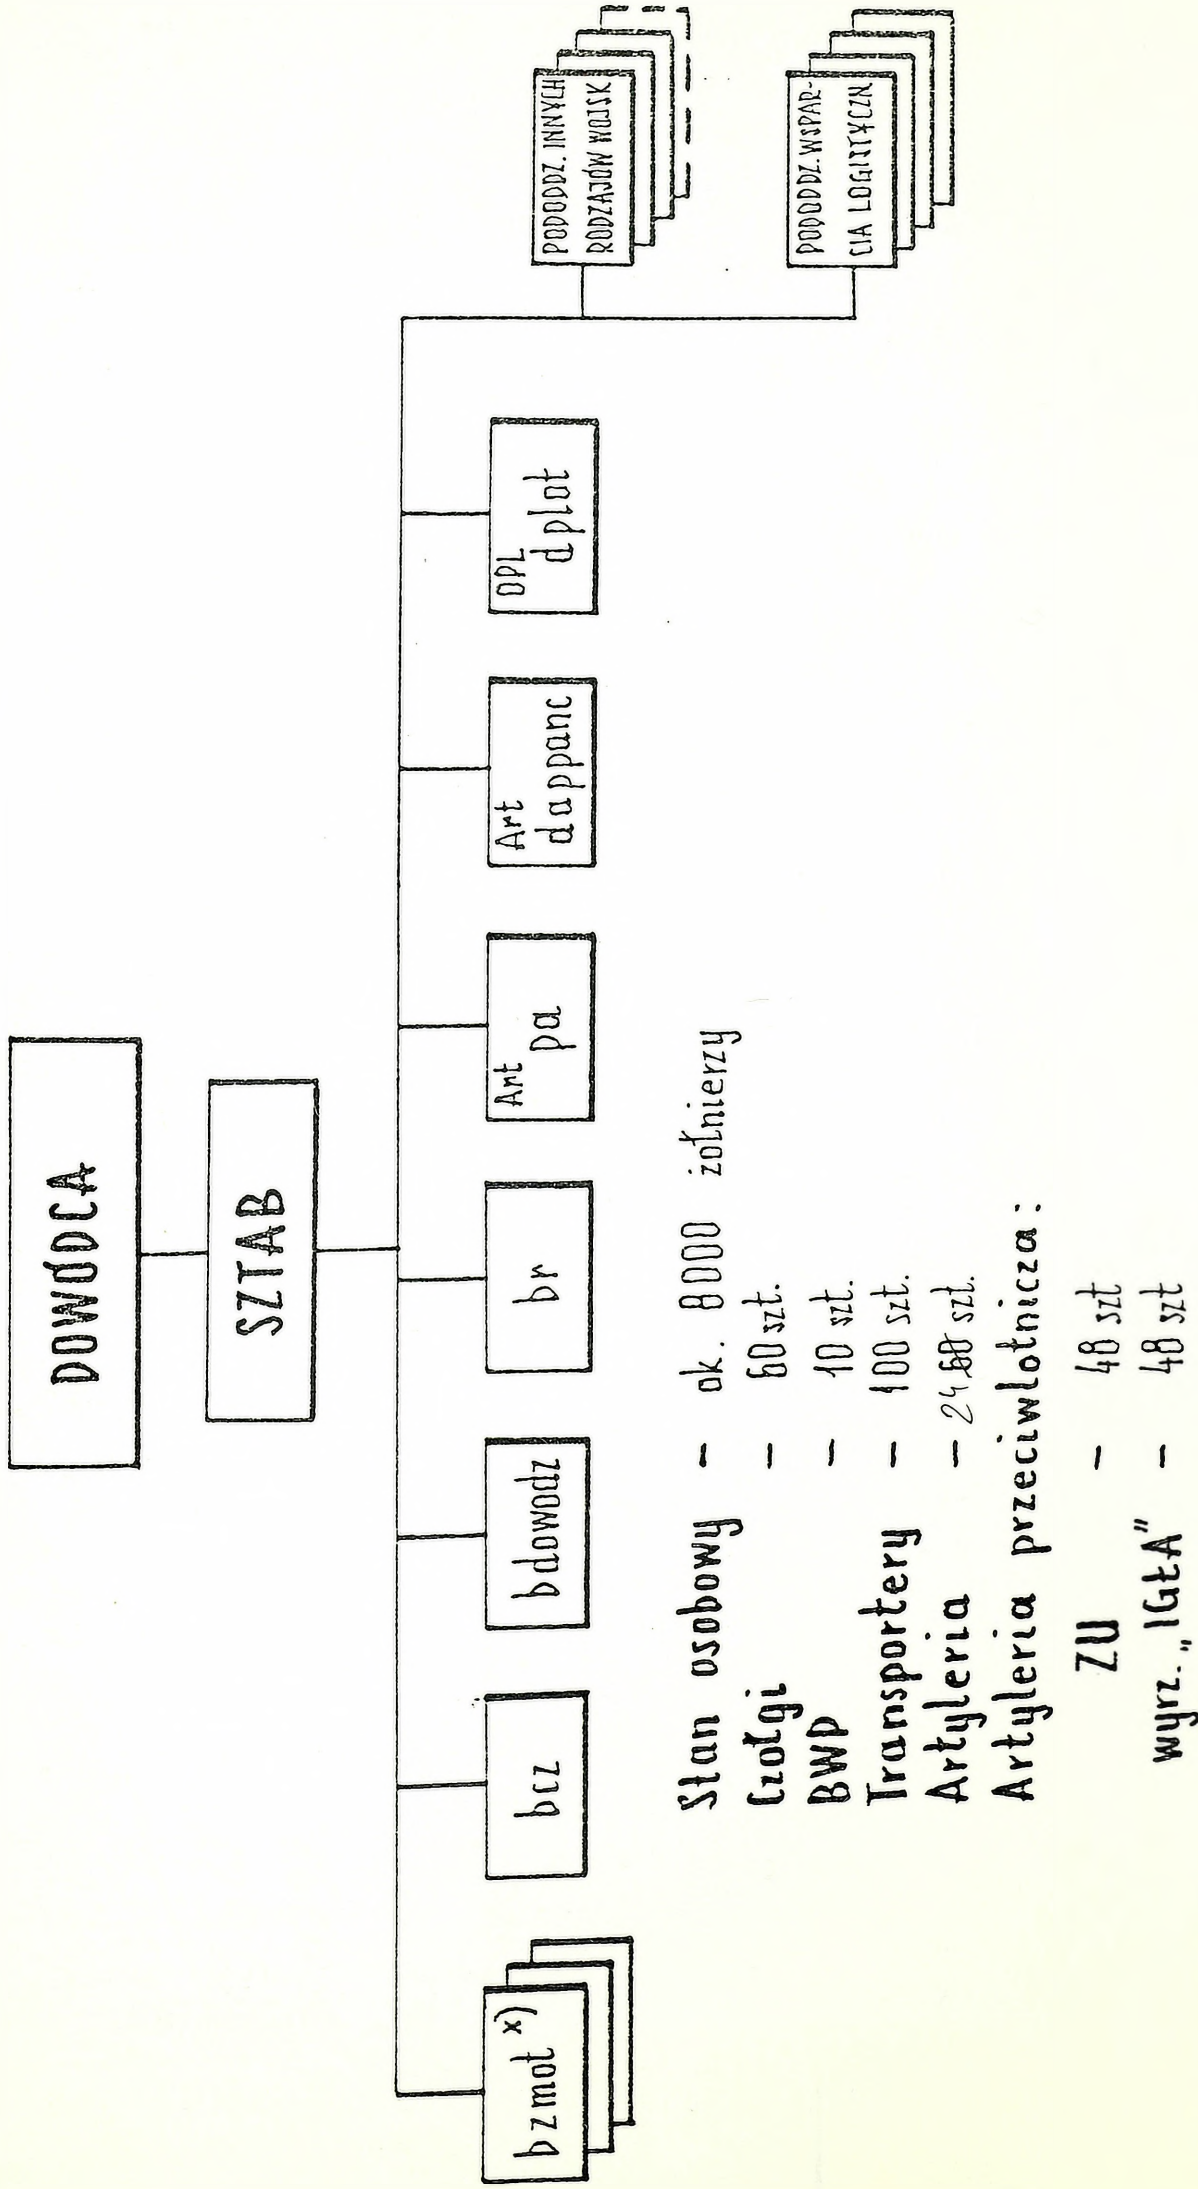 DOWÓDCA
SZTAB
bzmot x)
bcz
bdowodz
br
Art
pa
Art
dappanc
OPL
dplot
PODODDZ. INNYCH
RODZAJÓW WOJSK
PODODDZ. WSPAR-
CIA LOGISTYCZN
Stan osobowy - ok. 8000 żołnierzy
Czołgi - 60 szt.
BWP - 10 szt.
Transportery - 100 szt.
Artyleria - 24 60 szt.
Artyleria przeciwlotnicza:
ZU - 48 szt
wyrz. „IGŁA” - 48 szt